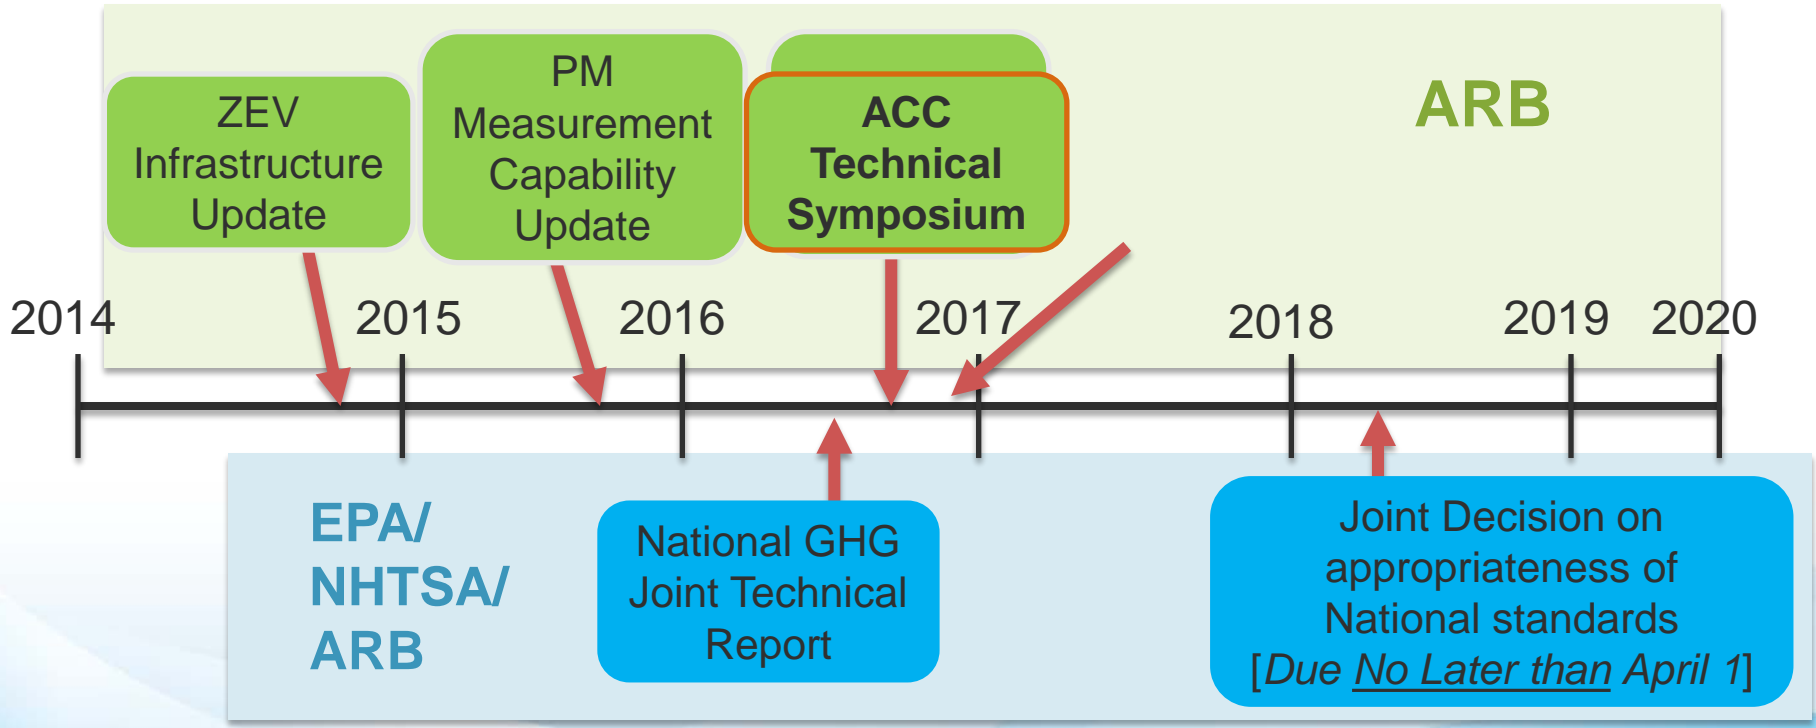 ZEV
Infrastructure
Update
PM
Measurement
Capability
Update
ACC
Technical
Symposium
ARB
2014
2015
2016
2017
2018
2019
2020
EPA/
NHTSA/
ARB
National GHG
Joint Technical
Report
Joint Decision on
appropriateness of
National standards
[Due No Later than April 1]